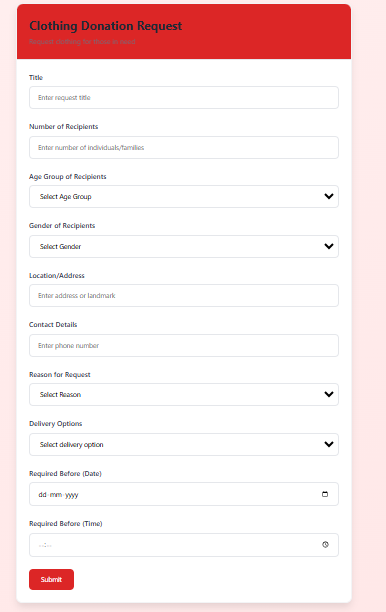 Clothing Donation Request
Request clothing for those in need
Title
Enter request title
Number of Recipients
Enter number of individuals/families
Age Group of Recipients
Select Age Group
Gender of Recipients
Select Gender
Location/Address
Enter address or landmark
Contact Details
Enter phone number
Reason for Request
Select Reason
Delivery Options
Select delivery option
Required Before (Date)
dd-mm-yyyy
Required Before (Time)
--:--
Submit